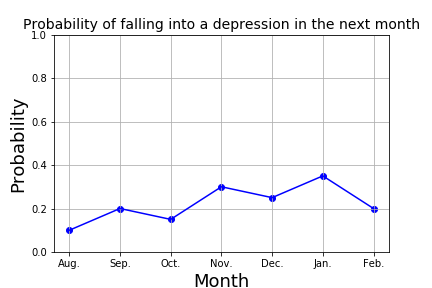 Probability of falling into a depression in the next month
1.0
0.8
0.6
0.4
0.2
0.0
Probability
Aug. Sep. Oct. Nov. Dec. Jan. Feb.
Month